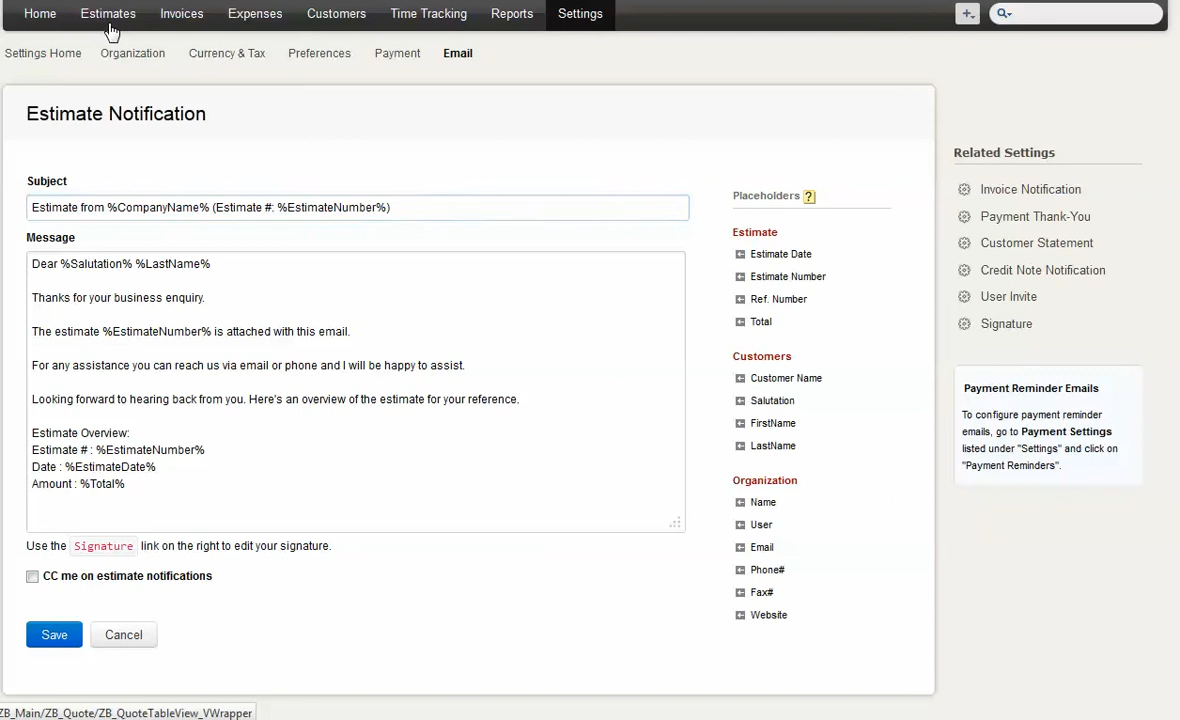 Home Estimates Invoices Expenses Customers Time Tracking Reports Settings
Settings Home Organization Currency & Tax Preferences Payment Email
Estimate Notification
Subject
Estimate from %CompanyName% (Estimate #: %EstimateNumber%)
Message
Dear %Salutation% %LastName%
Thanks for your business enquiry.
The estimate %EstimateNumber% is attached with this email.
For any assistance you can reach us via email or phone and I will be happy to assist.
Looking forward to hearing back from you. Here's an overview of the estimate for your reference.
Estimate Overview:
Estimate # : %EstimateNumber%
Date : %EstimateDate%
Amount : %Total%
Use the Signature link on the right to edit your signature.
CC me on estimate notifications
Save Cancel
Placeholders ?
Estimate
Estimate Date
Estimate Number
Ref. Number
Total
Customers
Customer Name
Salutation
FirstName
LastName
Organization
Name
User
Email
Phone#
Fax#
Website
Related Settings
Invoice Notification
Payment Thank-You
Customer Statement
Credit Note Notification
User Invite
Signature
Payment Reminder Emails
To configure payment reminder
emails, go to Payment Settings
listed under "Settings" and click on
"Payment Reminders".
ZB_Main/ZB_Quote/ZB_QuoteTableView_VWrapper